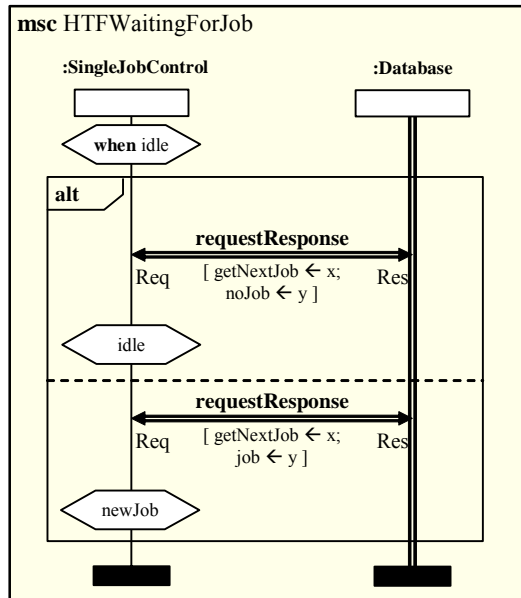 msc HTFWaitingForJob
:SingleJobControl :Database
when idle
alt
requestResponse
Req [ getNextJob ← x; Res
noJob ← y ]
idle
requestResponse
Req [ getNextJob ← x; Res
job ← y ]
newJob